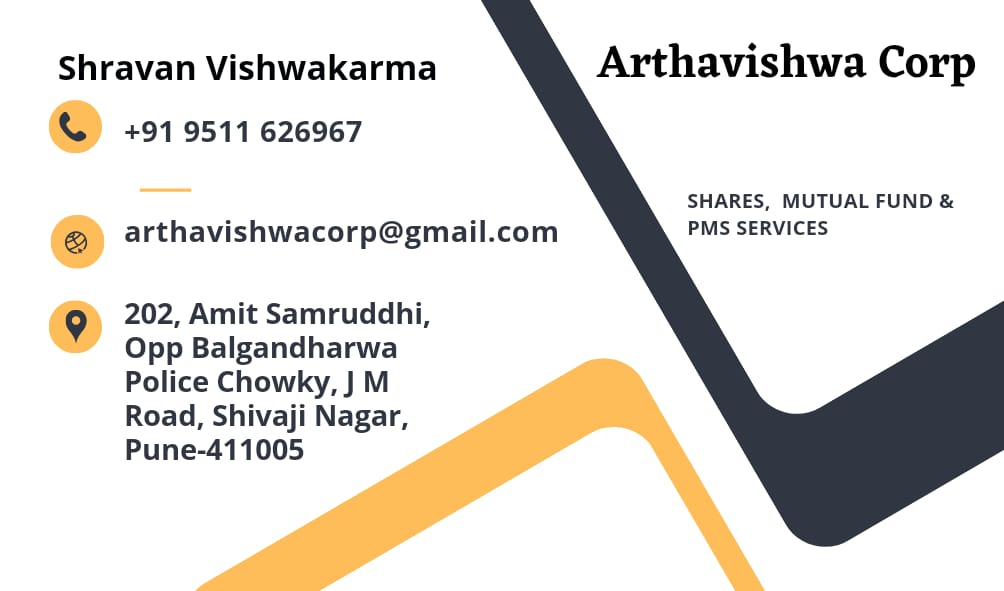 Shravan Vishwakarma
+91 9511 626967
arthavishwacorp@gmail.com
202, Amit Samruddhi,
Opp Balgandharwa
Police Chowky, J M
Road, Shivaji Nagar,
Pune-411005
Arthavishwa Corp
SHARES,  MUTUAL FUND &
PMS SERVICES